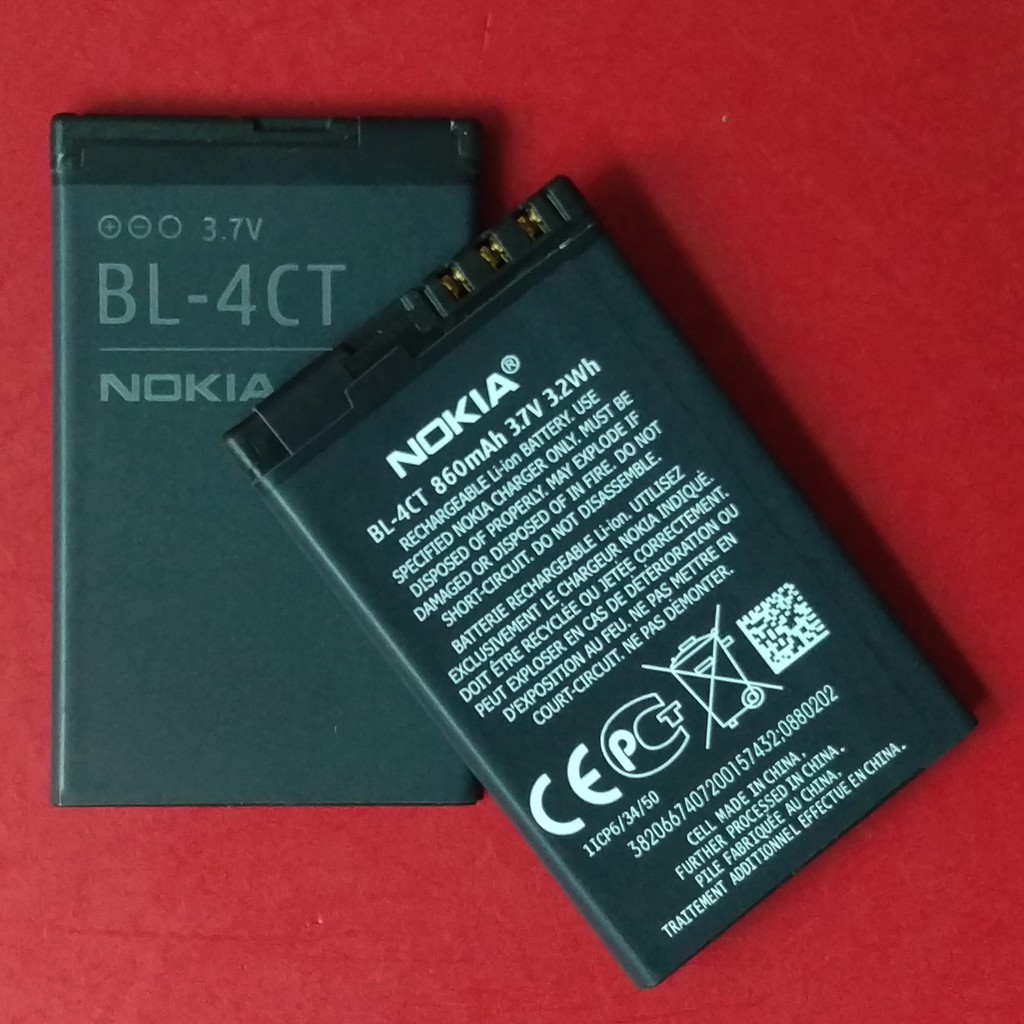 3.7V
BL-4CT
NOKIA
NOKIA®
BL-4CT 860mAh 3.7V 3.2Wh
RECHARGEABLE Li-ion BATTERY. USE
SPECIFIED NOKIA CHARGER ONLY. MUST BE
DISPOSED OF PROPERLY. MAY EXPLODE IF
DAMAGED OR DISPOSED OF IN FIRE. DO NOT
SHORT-CIRCUIT. DO NOT DISASSEMBLE.
BATTERIE RECHARGEABLE Li-ion. UTILISEZ
EXCLUSIVEMENT LE CHARGEUR NOKIA INDIQUÉ.
DOIT ÊTRE RECYCLÉE OU JETÉE CORRECTEMENT.
PEUT EXPLOSER EN CAS DE DÉTÉRIORATION OU
D'EXPOSITION AU FEU. NE PAS METTRE EN
COURT-CIRCUIT. NE PAS DÉMONTER.
CE PCT
1ICP6/34/50
3820667407200157432;0880202
CELL MADE IN CHINA.
FURTHER PROCESSED IN CHINA.
PILE FABRIQUÉE AU CHINA.
TRAITEMENT ADDITIONNEL EFFECTUE EN CHINA.